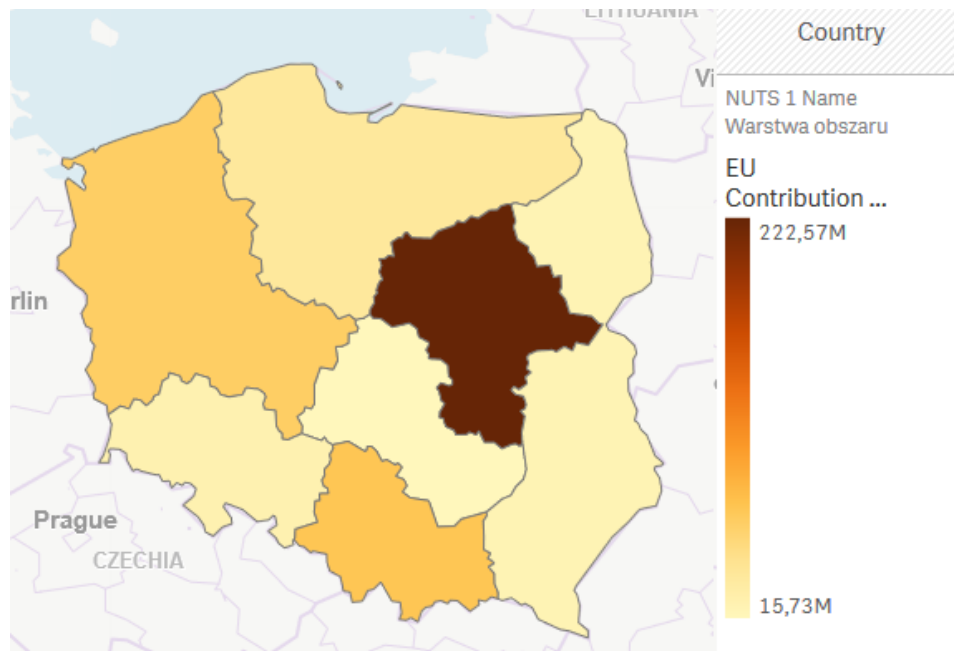 LITHUANIA
Country
Vi
NUTS 1 Name
Warstwa obszaru
EU
Contribution ...
222,57M
rlin
Prague
CZECHIA
15,73M